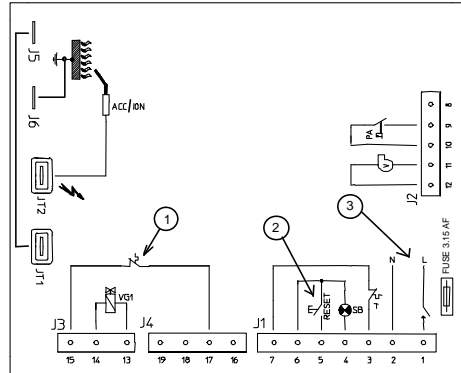 J5
ACC/ION
J6
JT2
JT1
1
2
3
VG1
J3
J4
15 14 13
19 18 17 16
J1
RESET
SB
N L
7 6 5 4 3 2 1
FUSE 3.15 AF
PA
V
J2
8
9
10
11
12